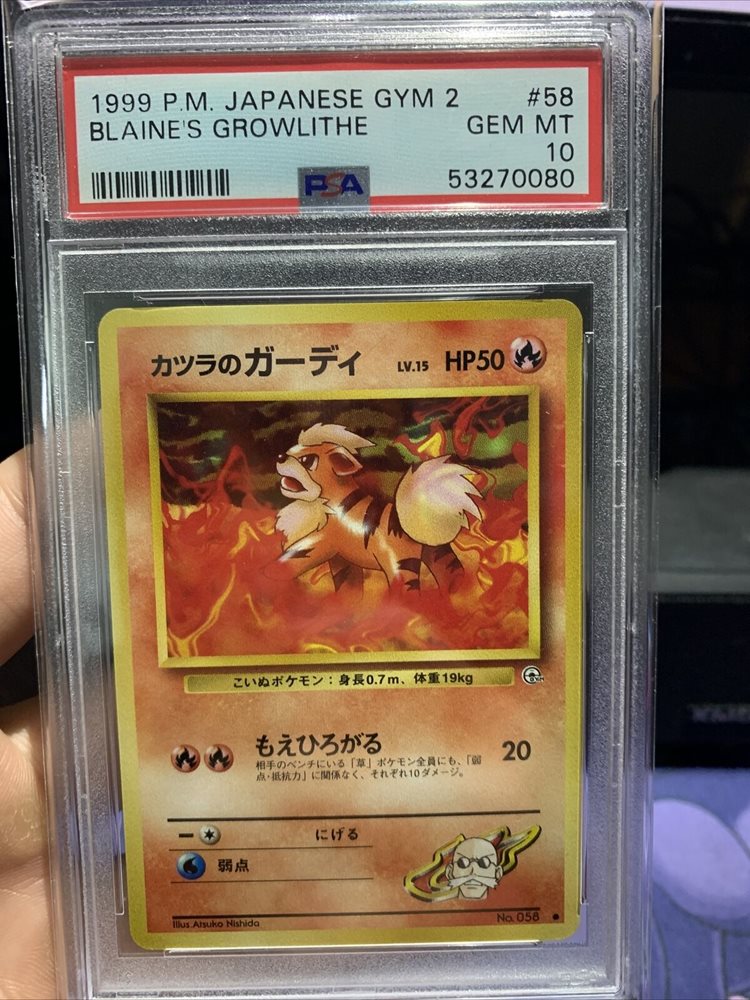 1999 P.M. JAPANESE GYM 2 #58
BLAINE'S GROWLITHE GEM MT
10
PSA 53270080
カツラのガーディ LV.15 HP50
こいぬポケモン：身長0.7m、体重19kg
もえひろがる 20
相手のベンチにいる「草」ポケモン全員にも、「弱
点・抵抗力」に関係なく、それぞれ10ダメージ。
にげる
弱点
Illus. Atsuko Nishida No. 058